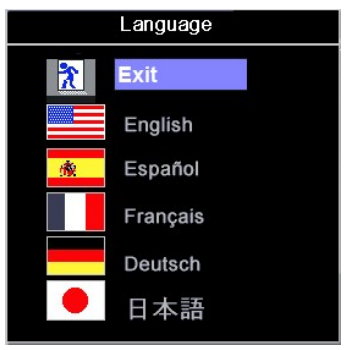 Language
Exit
English
Español
Français
Deutsch
日本語